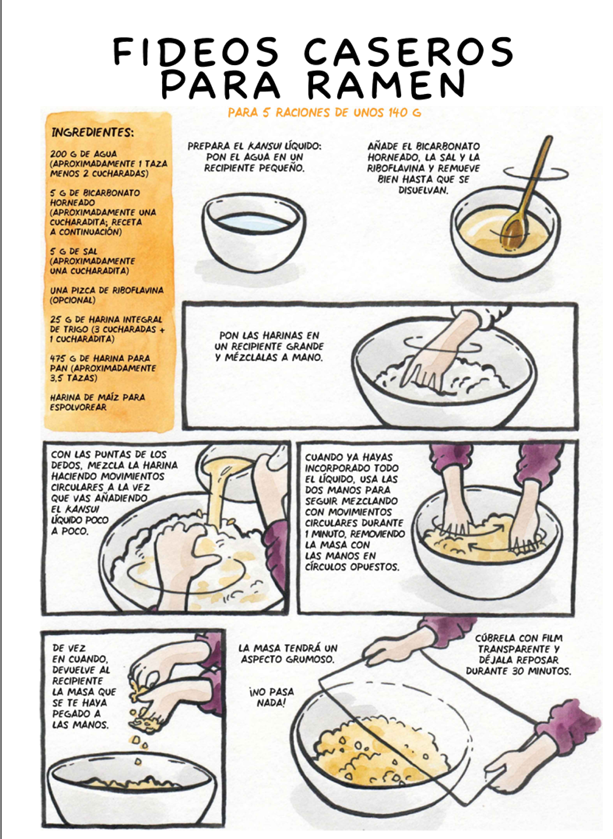 FIDEOS CASEROS
PARA RAMEN
PARA 5 RACIONES DE UNOS 140 G
INGREDIENTES:
200 G DE AGUA
(APROXIMADAMENTE 1 TAZA
MENOS 2 CUCHARADAS)
5 G DE BICARBONATO
HORNEADO
(APROXIMADAMENTE UNA
CUCHARADITA; RECETA
A CONTINUACIÓN)
5 G DE SAL
(APROXIMADAMENTE
UNA CUCHARADITA)
UNA PIZCA DE RIBOFLAVINA
(OPCIONAL)
25 G DE HARINA INTEGRAL
DE TRIGO (3 CUCHARADAS +
1 CUCHARADITA)
475 G DE HARINA PARA
PAN (APROXIMADAMENTE
3,5 TAZAS)
HARINA DE MAÍZ PARA
ESPOLVOREAR
PREPARA EL KANSUI LÍQUIDO:
PON EL AGUA EN UN
RECIPIENTE PEQUEÑO.
AÑADE EL BICARBONATO
HORNEADO, LA SAL Y LA
RIBOFLAVINA Y REMUEVE
BIEN HASTA QUE SE
DISUELVAN.
PON LAS HARINAS EN
UN RECIPIENTE GRANDE
Y MÉZCLALAS A MANO.
CON LAS PUNTAS DE LOS
DEDOS, MEZCLA LA HARINA
HACIENDO MOVIMIENTOS
CIRCULARES A LA VEZ
QUE VAS AÑADIENDO
EL KANSUI
LÍQUIDO POCO
A POCO.
CUANDO YA HAYAS
INCORPORADO TODO
EL LÍQUIDO, USA LAS
DOS MANOS PARA
SEGUIR MEZCLANDO
CON MOVIMIENTOS
CIRCULARES DURANTE
1 MINUTO, REMOVIENDO
LA MASA CON
LAS MANOS EN
CÍRCULOS OPUESTOS.
DE VEZ
EN CUANDO,
DEVUELVE AL
RECIPIENTE
LA MASA QUE
SE TE HAYA
PEGADO A
LAS MANOS.
LA MASA TENDRÁ UN
ASPECTO GRUMOSO.
¡NO PASA
NADA!
CÚBRELA CON FILM
TRANSPARENTE Y
DÉJALA REPOSAR
DURANTE 30 MINUTOS.